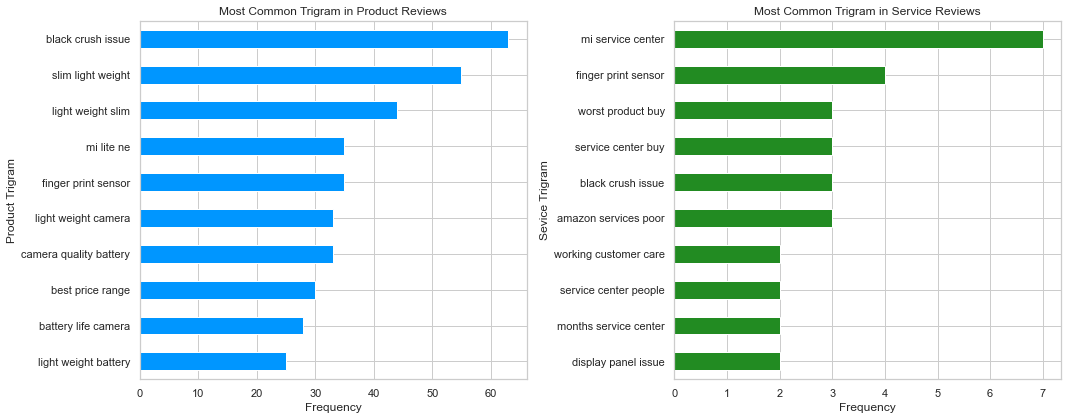 Most Common Trigram in Product Reviews
Product Trigram
black crush issue
slim light weight
light weight slim
mi lite ne
finger print sensor
light weight camera
camera quality battery
best price range
battery life camera
light weight battery
0 10 20 30 40 50 60
Frequency
Most Common Trigram in Service Reviews
Sevice Trigram
mi service center
finger print sensor
worst product buy
service center buy
black crush issue
amazon services poor
working customer care
service center people
months service center
display panel issue
0 1 2 3 4 5 6 7
Frequency